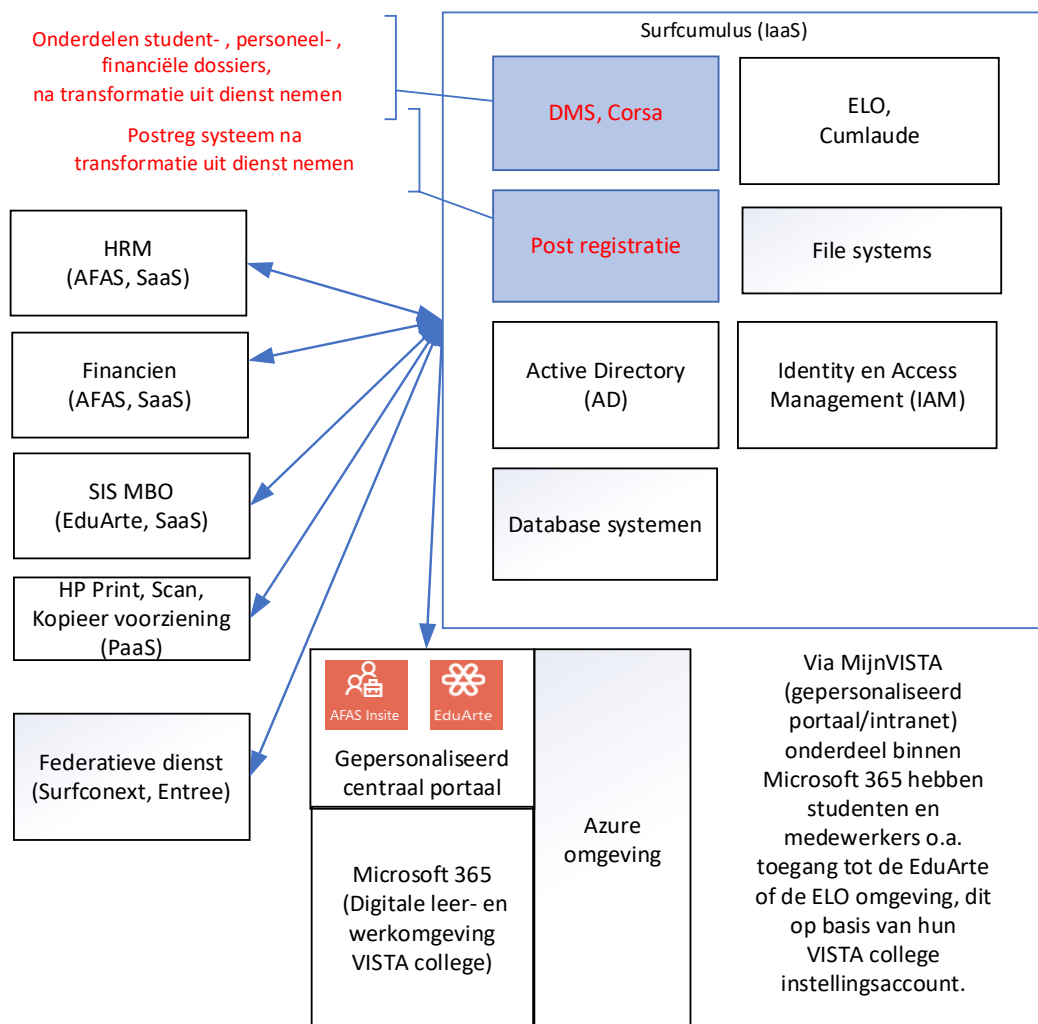 Onderdelen student- , personeel- ,
financiële dossiers,
na transformatie uit dienst nemen
Postreg systeem na
transformatie uit dienst nemen
Surfcumulus (IaaS)
DMS, Corsa
ELO,
Cumlaude
Post registratie
File systems
Active Directory
(AD)
Identity en Access
Management (IAM)
Database systemen
HRM
(AFAS, SaaS)
Financien
(AFAS, SaaS)
SIS MBO
(EduArte, SaaS)
HP Print, Scan,
Kopieer voorziening
(PaaS)
Federatieve dienst
(Surfconext, Entree)
AFAS Insite
EduArte
Gepersonaliseerd
centraal portaal
Microsoft 365
(Digitale leer- en
werkomgeving
VISTA college)
Azure
omgeving
Via MijnVISTA
(gepersonaliseerd
portaal/intranet)
onderdeel binnen
Microsoft 365 hebben
studenten en
medewerkers o.a.
toegang tot de EduArte
of de ELO omgeving, dit
op basis van hun
VISTA college
instellingsaccount.